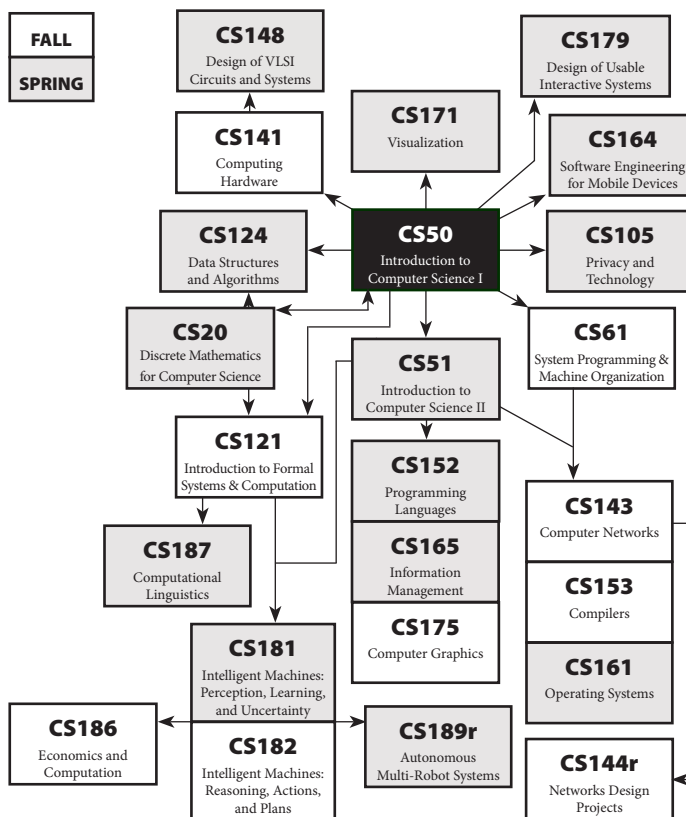 FALL
SPRING
CS148
Design of VLSI
Circuits and Systems
CS179
Design of Usable
Interactive Systems
CS171
Visualization
CS141
Computing
Hardware
CS164
Software Engineering
for Mobile Devices
CS50
Introduction to
Computer Science I
CS124
Data Structures
and Algorithms
CS105
Privacy and
Technology
CS20
Discrete Mathematics
for Computer Science
CS61
System Programming &
Machine Organization
CS51
Introduction to
Computer Science II
CS121
Introduction to Formal
Systems & Computation
CS152
Programming
Languages
CS143
Computer Networks
CS187
Computational
Linguistics
CS165
Information
Management
CS153
Compilers
CS175
Computer Graphics
CS181
Intelligent Machines:
Perception, Learning,
and Uncertainty
CS161
Operating Systems
CS186
Economics and
Computation
CS182
Intelligent Machines:
Reasoning, Actions,
and Plans
CS189r
Autonomous
Multi-Robot Systems
CS144r
Networks Design
Projects